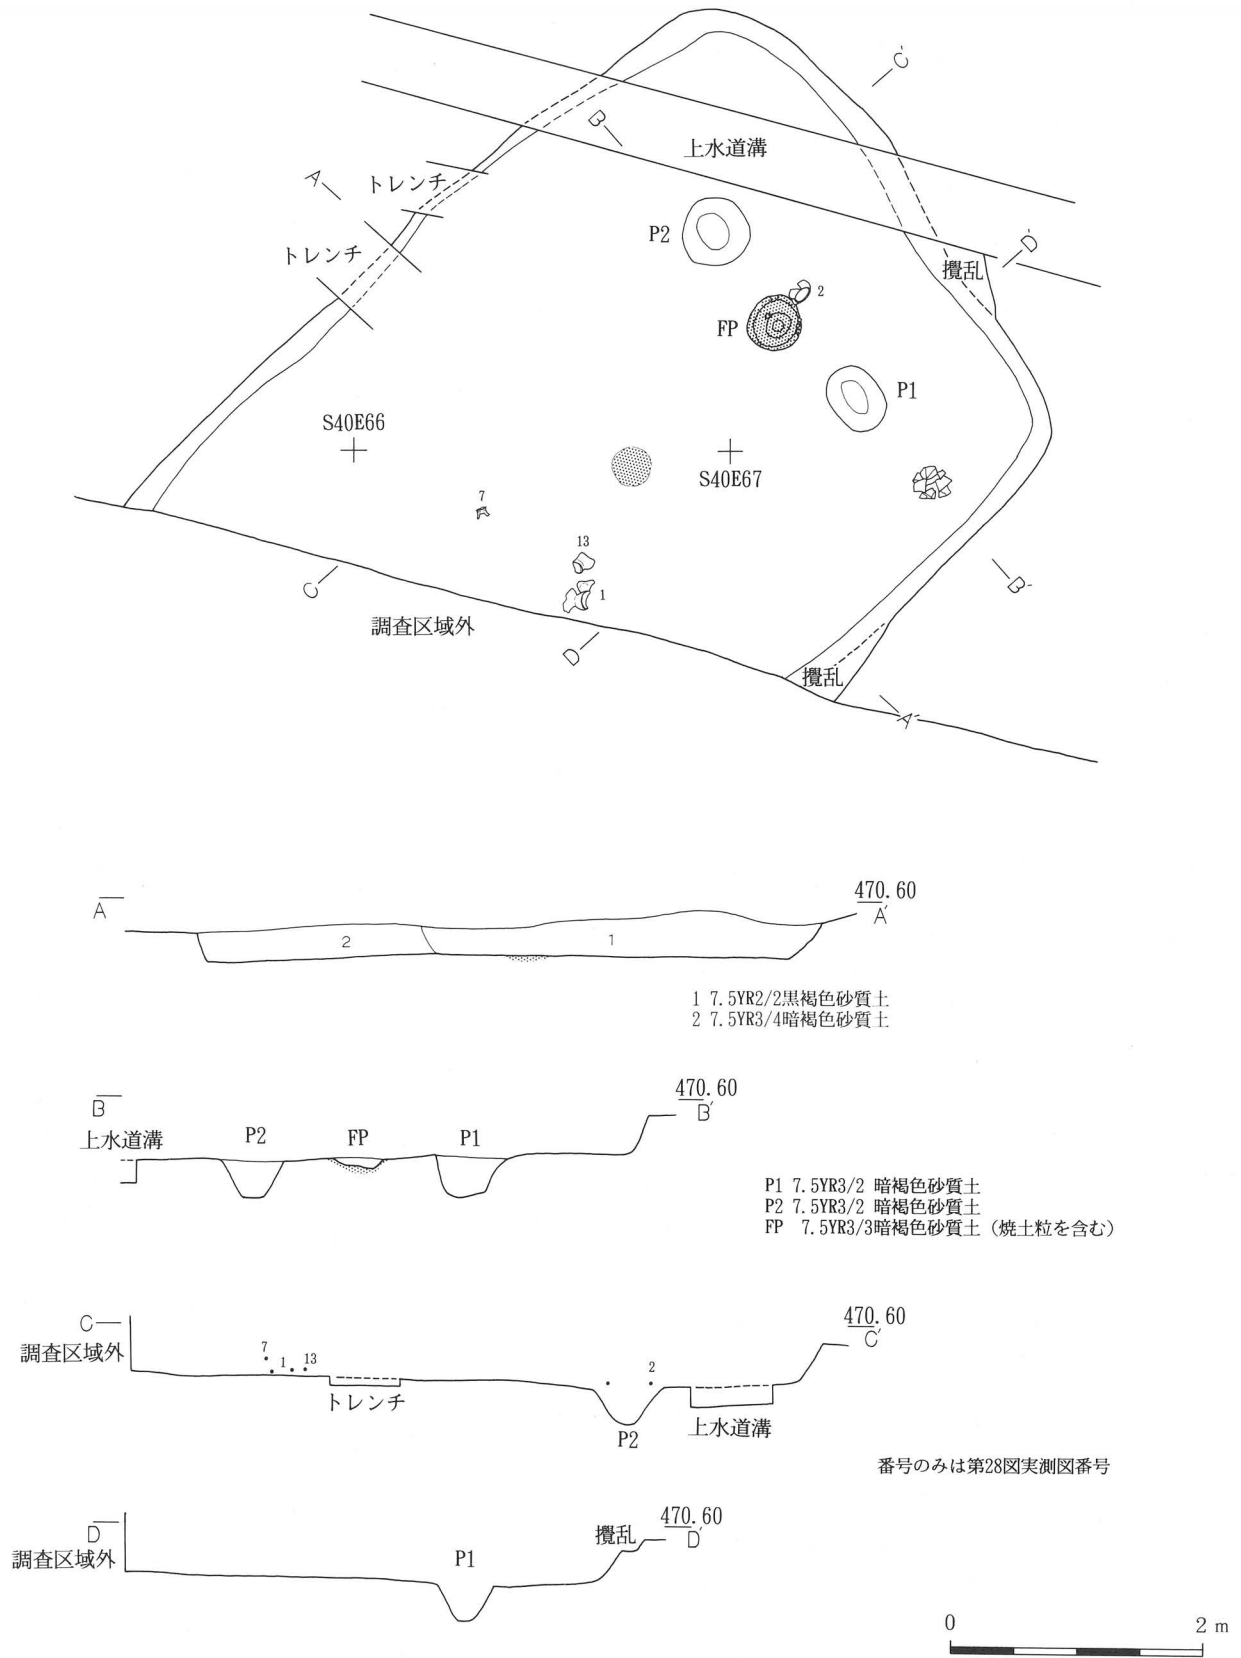 C′
B
上水道溝
A
トレンチ
P2
D′
トレンチ
攪乱
2
FP
P1
S40E66
S40E67
7
13
1
C
B′
調査区域外
D
攪乱
A′
470.60
A
A′
2
1
1 7.5YR2/2黒褐色砂質土
2 7.5YR3/4暗褐色砂質土
470.60
B
B′
上水道溝
P2
FP
P1
P1 7.5YR3/2 暗褐色砂質土
P2 7.5YR3/2 暗褐色砂質土
FP 7.5YR3/3暗褐色砂質土（焼土粒を含む）
470.60
C
C′
調査区域外
7
1
13
2
トレンチ
P2
上水道溝
番号のみは第28図実測図番号
470.60
D
D′
攪乱
調査区域外
P1
0
2 m